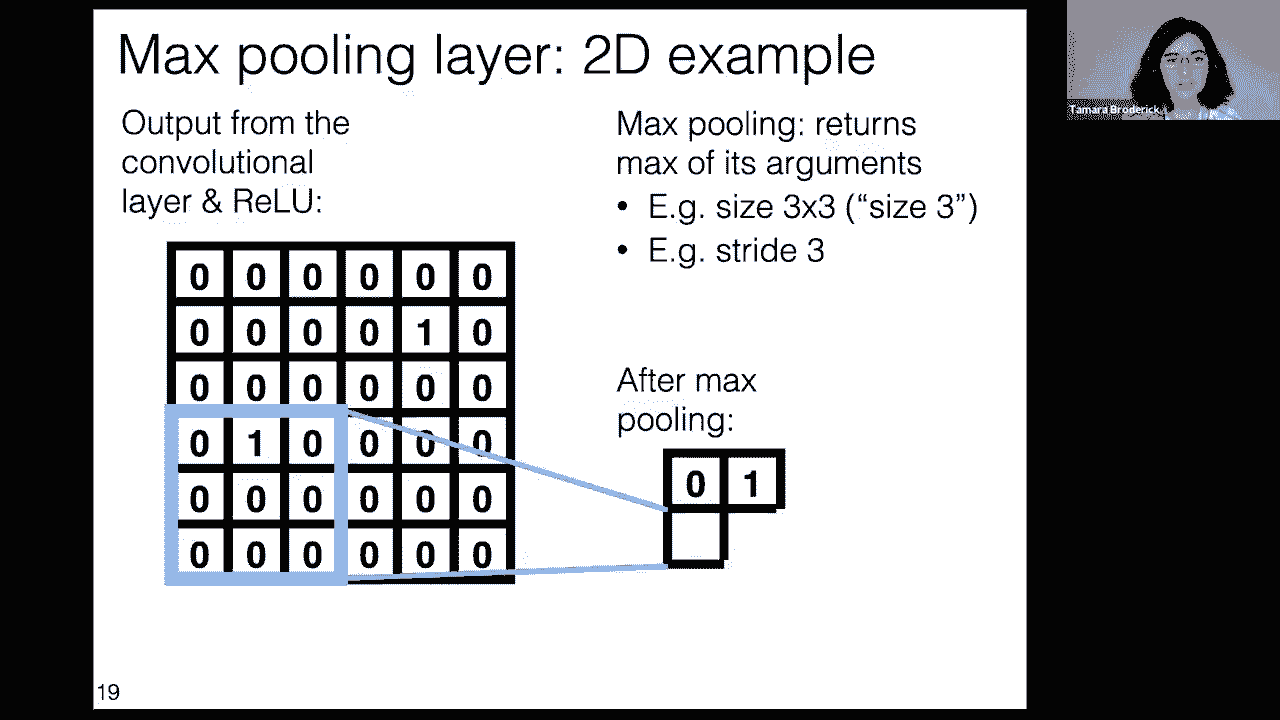 Max pooling layer: 2D example
Output from the
convolutional
layer & ReLU:
0 0 0 0 0 0
0 0 0 0 1 0
0 0 0 0 0 0
0 1 0 0 0 0
0 0 0 0 0 0
0 0 0 0 0 0
Max pooling: returns
max of its arguments
• E.g. size 3x3 (“size 3”)
• E.g. stride 3
After max
pooling:
0 1
19
Tamara Broderick